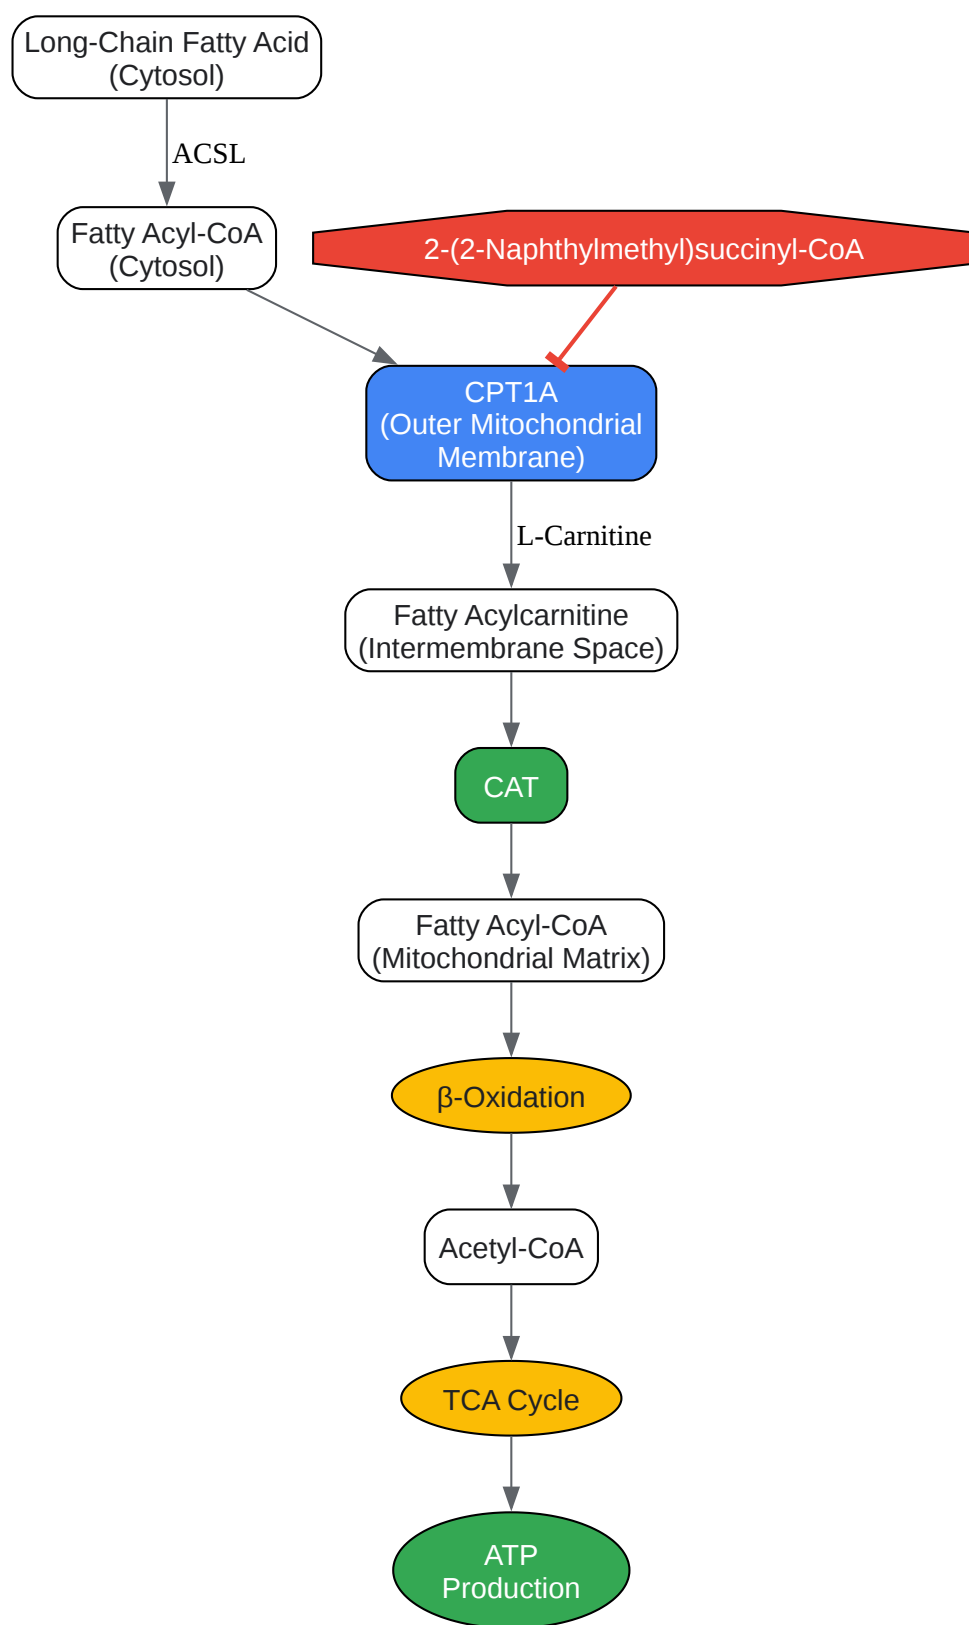 Long-Chain Fatty Acid
(Cytosol)
ACSL
Fatty Acyl-CoA
(Cytosol)
2-(2-Naphthylmethyl)succinyl-CoA
CPT1A
(Outer Mitochondrial
Membrane)
L-Carnitine
Fatty Acylcarnitine
(Intermembrane Space)
CAT
Fatty Acyl-CoA
(Mitochondrial Matrix)
β-Oxidation
Acetyl-CoA
TCA Cycle
ATP
Production